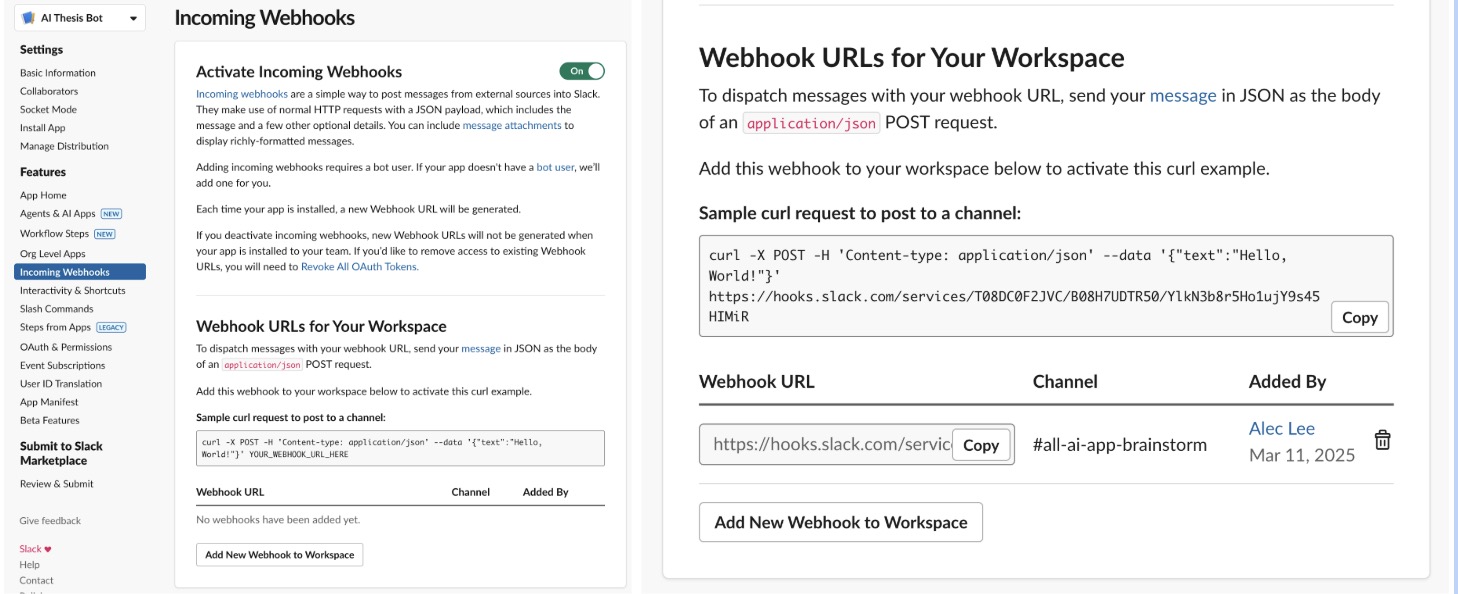 AI Thesis Bot
Settings
Basic Information
Collaborators
Socket Mode
Install App
Manage Distribution
Features
App Home
Agents & AI Apps NEW
Workflow Steps NEW
Org Level Apps
Incoming Webhooks
Interactivity & Shortcuts
Slash Commands
Steps from Apps LEGACY
OAuth & Permissions
Event Subscriptions
User ID Translation
App Manifest
Beta Features
Submit to Slack
Marketplace
Review & Submit
Give feedback
Slack ♥
Help
Contact
Incoming Webhooks
Activate Incoming Webhooks
On
Incoming webhooks are a simple way to post messages from external sources into Slack.
They make use of normal HTTP requests with a JSON payload, which includes the
message and a few other optional details. You can include message attachments to
display richly-formatted messages.
Adding incoming webhooks requires a bot user. If your app doesn't have a bot user, we'll
add one for you.
Each time your app is installed, a new Webhook URL will be generated.
If you deactivate incoming webhooks, new Webhook URLs will not be generated when
your app is installed to your team. If you'd like to remove access to existing Webhook
URLs, you will need to Revoke All OAuth Tokens.
Webhook URLs for Your Workspace
To dispatch messages with your webhook URL, send your message in JSON as the body
of an application/json POST request.
Add this webhook to your workspace below to activate this curl example.
Sample curl request to post to a channel:
curl -X POST -H 'Content-type: application/json' --data '{"text":"Hello,
World!"}' YOUR_WEBHOOK_URL_HERE
Webhook URL Channel Added By
No webhooks have been added yet.
Add New Webhook to Workspace
Webhook URLs for Your Workspace
To dispatch messages with your webhook URL, send your message in JSON as the body
of an application/json POST request.
Add this webhook to your workspace below to activate this curl example.
Sample curl request to post to a channel:
curl -X POST -H 'Content-type: application/json' --data '{"text":"Hello,
World!"}'
https://hooks.slack.com/services/T08DC0F2JVC/B08H7UDTR50/YlkN3b8r5Ho1ujY9s45
HIMiR
Copy
Webhook URL Channel Added By
https://hooks.slack.com/servic Copy #all-ai-app-brainstorm Alec Lee
Mar 11, 2025
Add New Webhook to Workspace